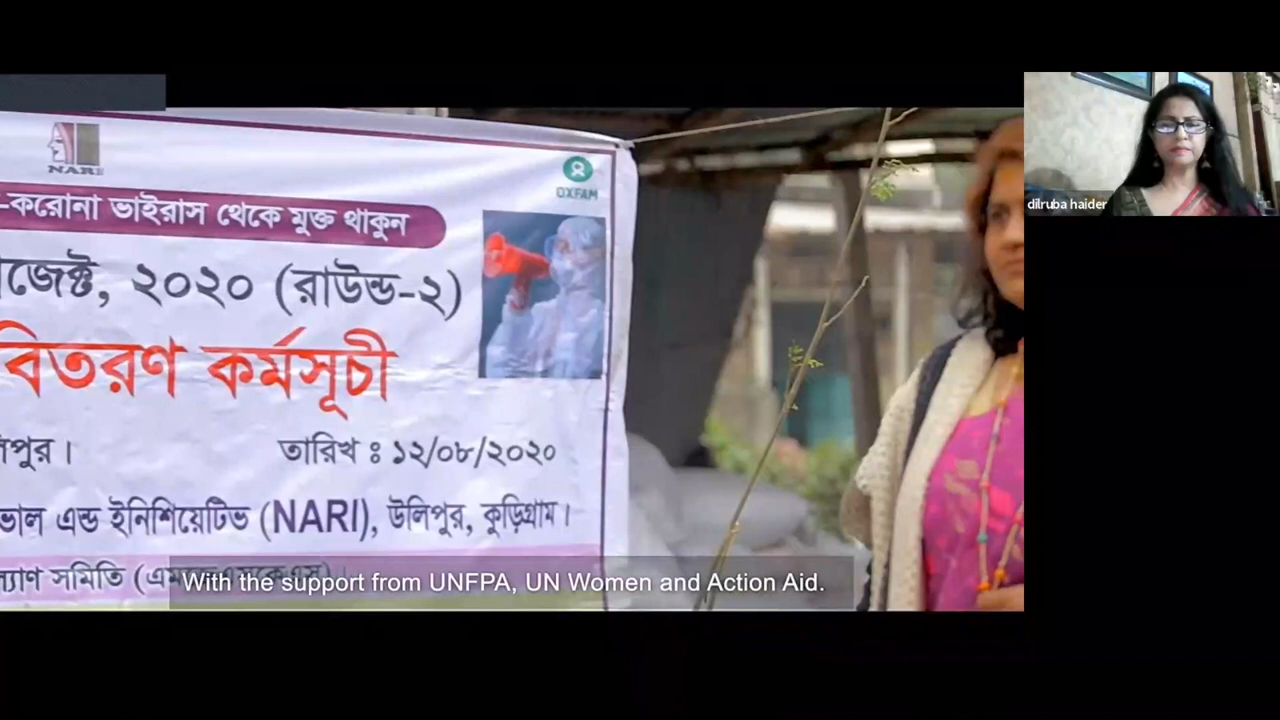 NARI
OXFAM
-করোনা ভাইরাস থেকে মুক্ত থাকুন
জেক্ট, ২০২০ (রাউন্ড-২)
বিতরণ কর্মসূচী
পুর।
তারিখ ঃ ১২/০৮/২০২০
ভাল এন্ড ইনিশিয়েটিভ (NARI), উলিপুর, কুড়িগ্রাম।
ল্যাণ সমিতি
With the support from UNFPA, UN Women and Action Aid.
dilruba haider